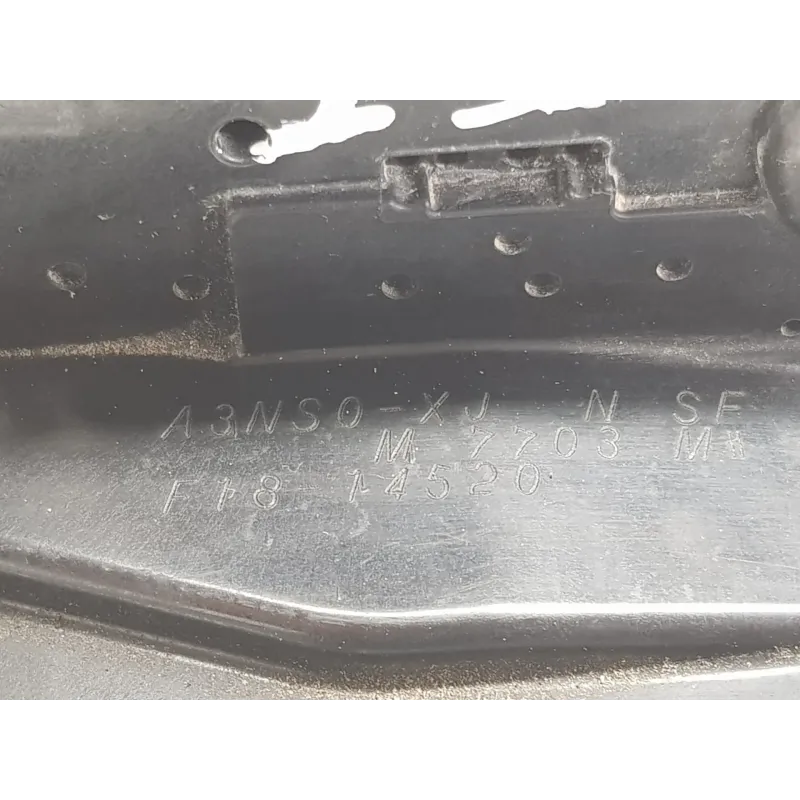 A3NS0-XJ N SF
M 7703 M*
F18 14520